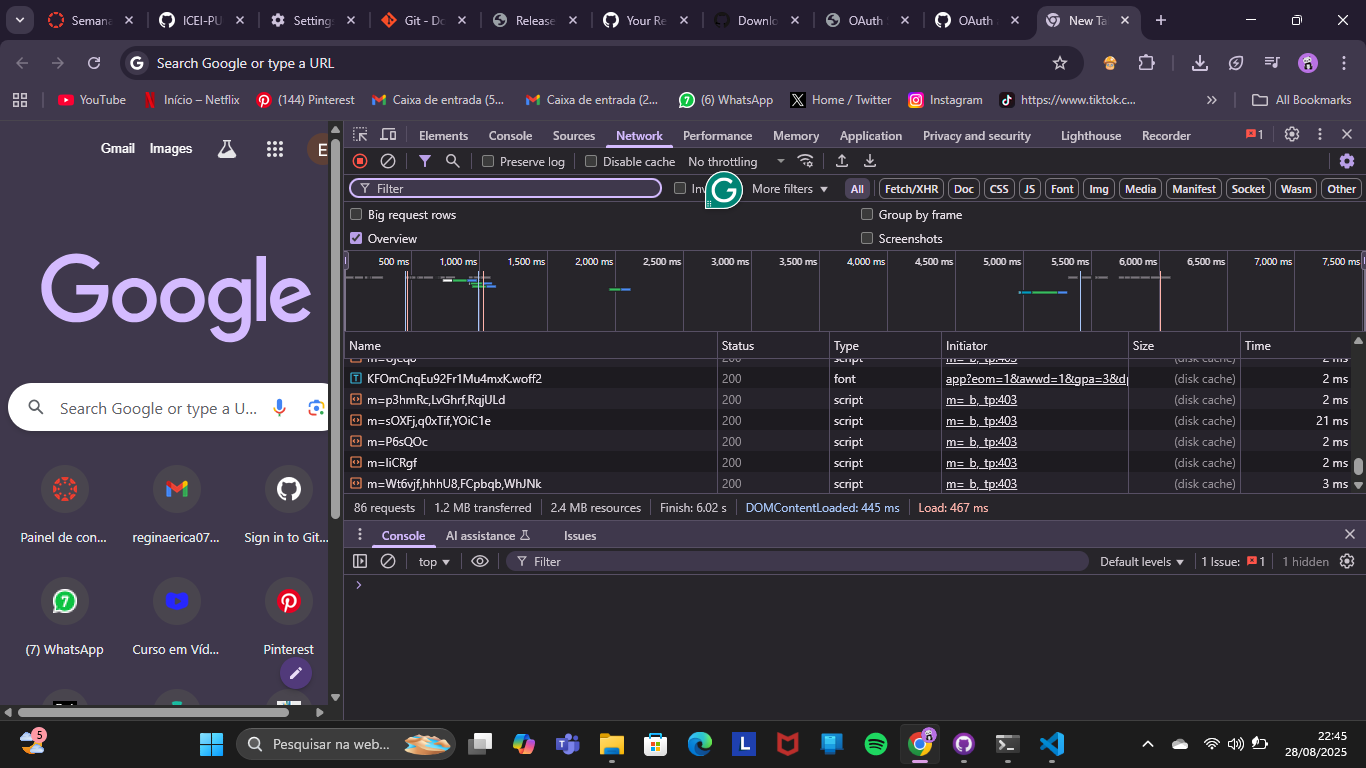 Semana
ICEI-PU
Settings
Git - Do
Release
Your Re
Downlo
OAuth
OAuth
New Ta
Search Google or type a URL
YouTube
Início – Netflix
(144) Pinterest
Caixa de entrada (5...
Caixa de entrada (2...
(6) WhatsApp
Home / Twitter
Instagram
https://www.tiktok.c...
All Bookmarks
Gmail
Images
E
Google
Search Google or type a U...
Painel de con...
reginaerica07...
Sign in to Git...
(7) WhatsApp
Curso em Víd...
Pinterest
Elements
Console
Sources
Network
Performance
Memory
Application
Privacy and security
Lighthouse
Recorder
1
Preserve log
Disable cache
No throttling
Filter
Inv
More filters
All
Fetch/XHR
Doc
CSS
JS
Font
Img
Media
Manifest
Socket
Wasm
Other
Big request rows
Group by frame
Overview
Screenshots
500 ms
1,000 ms
1,500 ms
2,000 ms
2,500 ms
3,000 ms
3,500 ms
4,000 ms
4,500 ms
5,000 ms
5,500 ms
6,000 ms
6,500 ms
7,000 ms
7,500 ms
Name Status Type Initiator Size Time
200 script m=_b,_tp:403 (disk cache) 2 ms
KFOmCnqEu92Fr1Mu4mxK.woff2 200 font app?eom=1&awwd=1&gpa=3&dp (disk cache) 2 ms
m=p3hmRc,LvGhrf,RqjULd 200 script m=_b,_tp:403 (disk cache) 2 ms
m=sOXFj,q0xTif,YOiC1e 200 script m=_b,_tp:403 (disk cache) 21 ms
m=P6sQOc 200 script m=_b,_tp:403 (disk cache) 2 ms
m=IiCRgf 200 script m=_b,_tp:403 (disk cache) 2 ms
m=Wt6vjf,hhhU8,FCpbqb,WhJNk 200 script m=_b,_tp:403 (disk cache) 3 ms
86 requests
1.2 MB transferred
2.4 MB resources
Finish: 6.02 s
DOMContentLoaded: 445 ms
Load: 467 ms
Console
AI assistance
Issues
top
Filter
Default levels
1 Issue: 1
1 hidden
5
Pesquisar na web...
22:45
28/08/2025